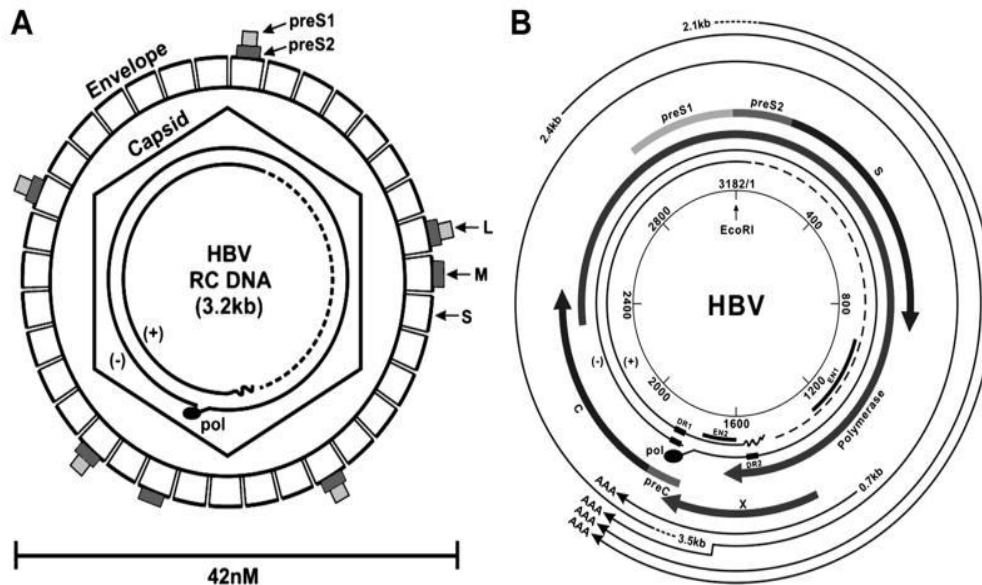 A
preS1
preS2
Envelope
Capsid
HBV
RC DNA
(3.2kb)
L
M
S
(+)
(-)
pol
42nM
B
2.1kb
2.4kb
preS1
preS2
S
3182/1
EcoRI
400
2800
HBV
2400
800
(-)
(+)
2000
1200
EN1
1600
EN2
DR1
DR2
pol
Polymerase
C
preC
X
0.7kb
3.5kb
AAA
AAA
AAA
AAA